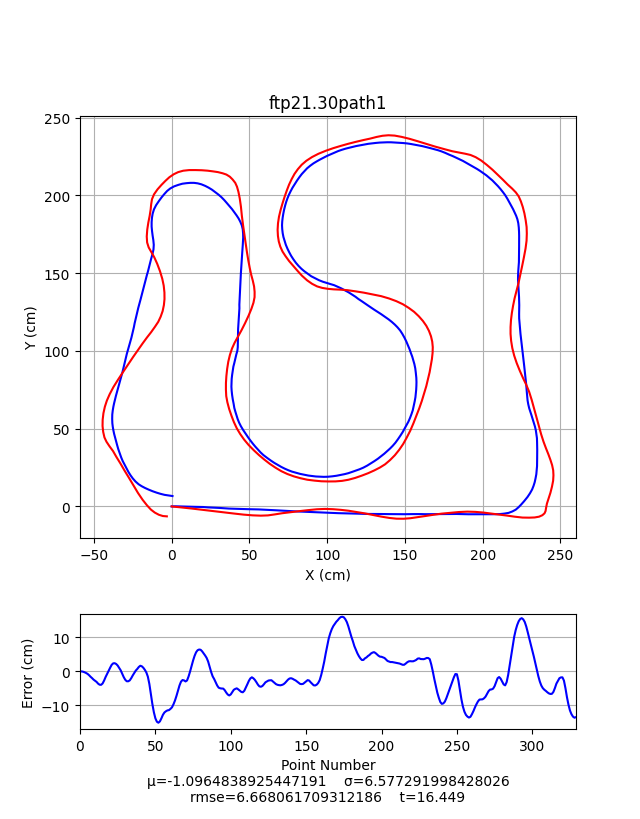 ftp21.30path1
250
200
150
100
50
0
Y (cm)
−50 0 50 100 150 200 250
X (cm)
10
0
−10
Error (cm)
0 50 100 150 200 250 300
Point Number
μ=-1.0964838925447191 σ=6.577291998428026
rmse=6.668061709312186 t=16.449